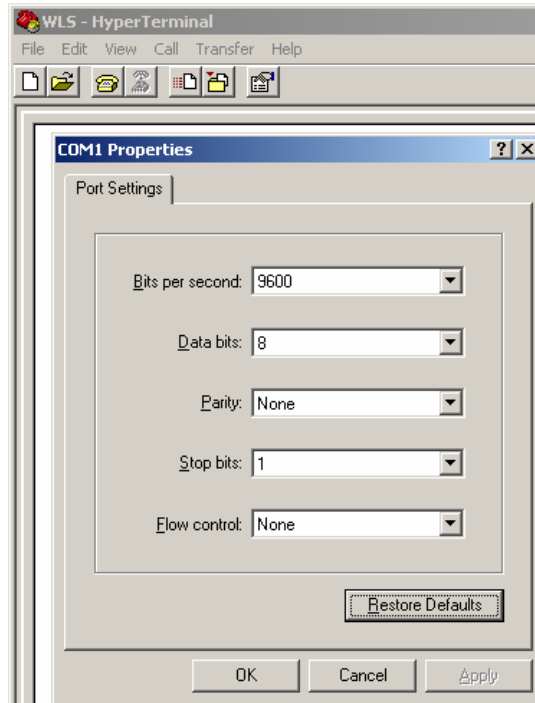 WLS - HyperTerminal
File Edit View Call Transfer Help
COM1 Properties
Port Settings
Bits per second: 9600
Data bits: 8
Parity: None
Stop bits: 1
Flow control: None
Restore Defaults
OK Cancel Apply